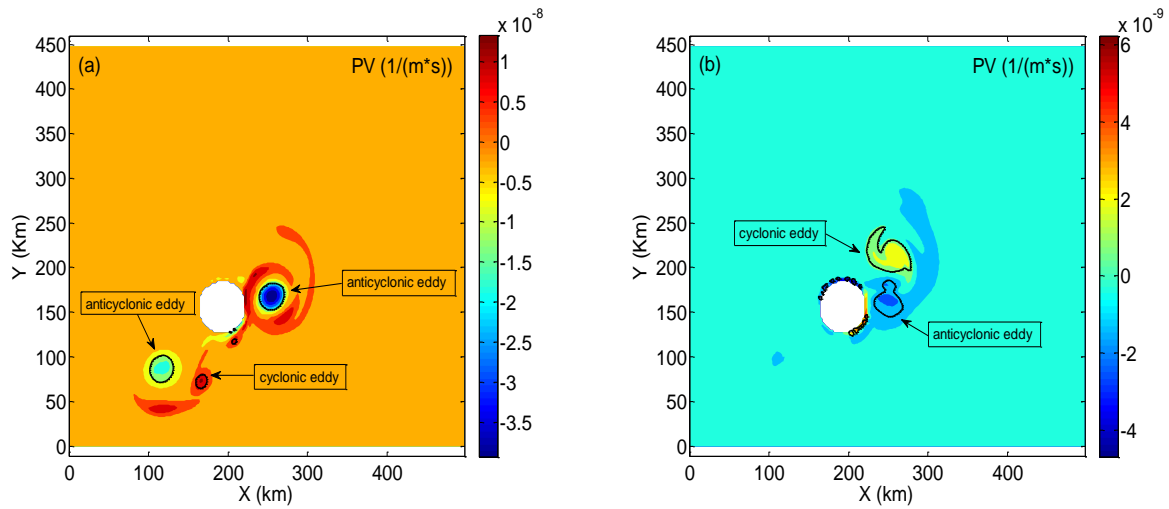 x 10^-8
(a) PV (1/(m*s))
450
400
350
300
250
200
150
100
50
0
Y (Km)
0 100 200 300 400
X (km)
anticyclonic eddy
anticyclonic eddy
cyclonic eddy
1
0.5
0
-0.5
-1
-1.5
-2
-2.5
-3
-3.5
x 10^-9
(b) PV (1/(m*s))
450
400
350
300
250
200
150
100
50
0
Y (Km)
0 100 200 300 400
X (km)
cyclonic eddy
anticyclonic eddy
6
4
2
0
-2
-4